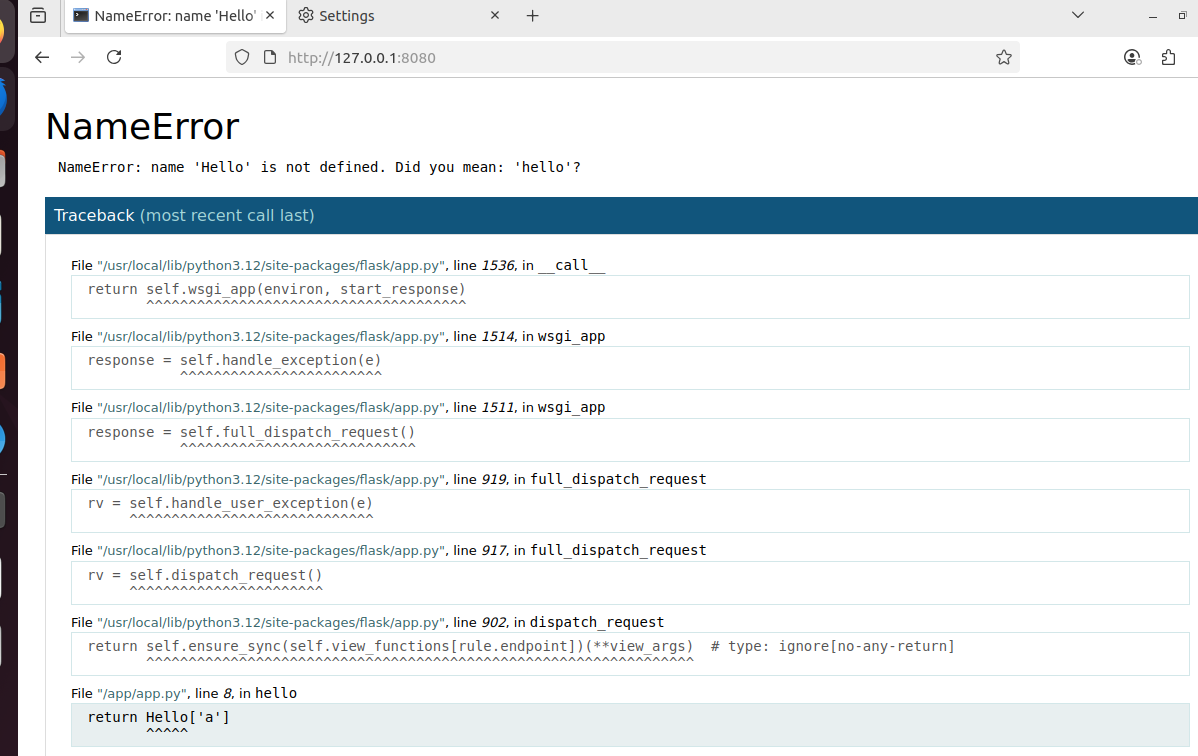 NameError: name 'Hello'
Settings
http://127.0.0.1:8080
NameError
NameError: name 'Hello' is not defined. Did you mean: 'hello'?
Traceback (most recent call last)
File "/usr/local/lib/python3.12/site-packages/flask/app.py", line 1536, in __call__
return self.wsgi_app(environ, start_response)
^^^^^^^^^^^^^^^^^^^^^^^^^^^^^^^^^^^^^^
File "/usr/local/lib/python3.12/site-packages/flask/app.py", line 1514, in wsgi_app
response = self.handle_exception(e)
^^^^^^^^^^^^^^^^^^^^^^^^
File "/usr/local/lib/python3.12/site-packages/flask/app.py", line 1511, in wsgi_app
response = self.full_dispatch_request()
^^^^^^^^^^^^^^^^^^^^^^^^^^^^
File "/usr/local/lib/python3.12/site-packages/flask/app.py", line 919, in full_dispatch_request
rv = self.handle_user_exception(e)
^^^^^^^^^^^^^^^^^^^^^^^^^^^^^
File "/usr/local/lib/python3.12/site-packages/flask/app.py", line 917, in full_dispatch_request
rv = self.dispatch_request()
^^^^^^^^^^^^^^^^^^^^^^^
File "/usr/local/lib/python3.12/site-packages/flask/app.py", line 902, in dispatch_request
return self.ensure_sync(self.view_functions[rule.endpoint])(**view_args)  # type: ignore[no-any-return]
^^^^^^^^^^^^^^^^^^^^^^^^^^^^^^^^^^^^^^^^^^^^^^^^^^^^^^^^^^^^^^^^^
File "/app/app.py", line 8, in hello
return Hello['a']
^^^^^